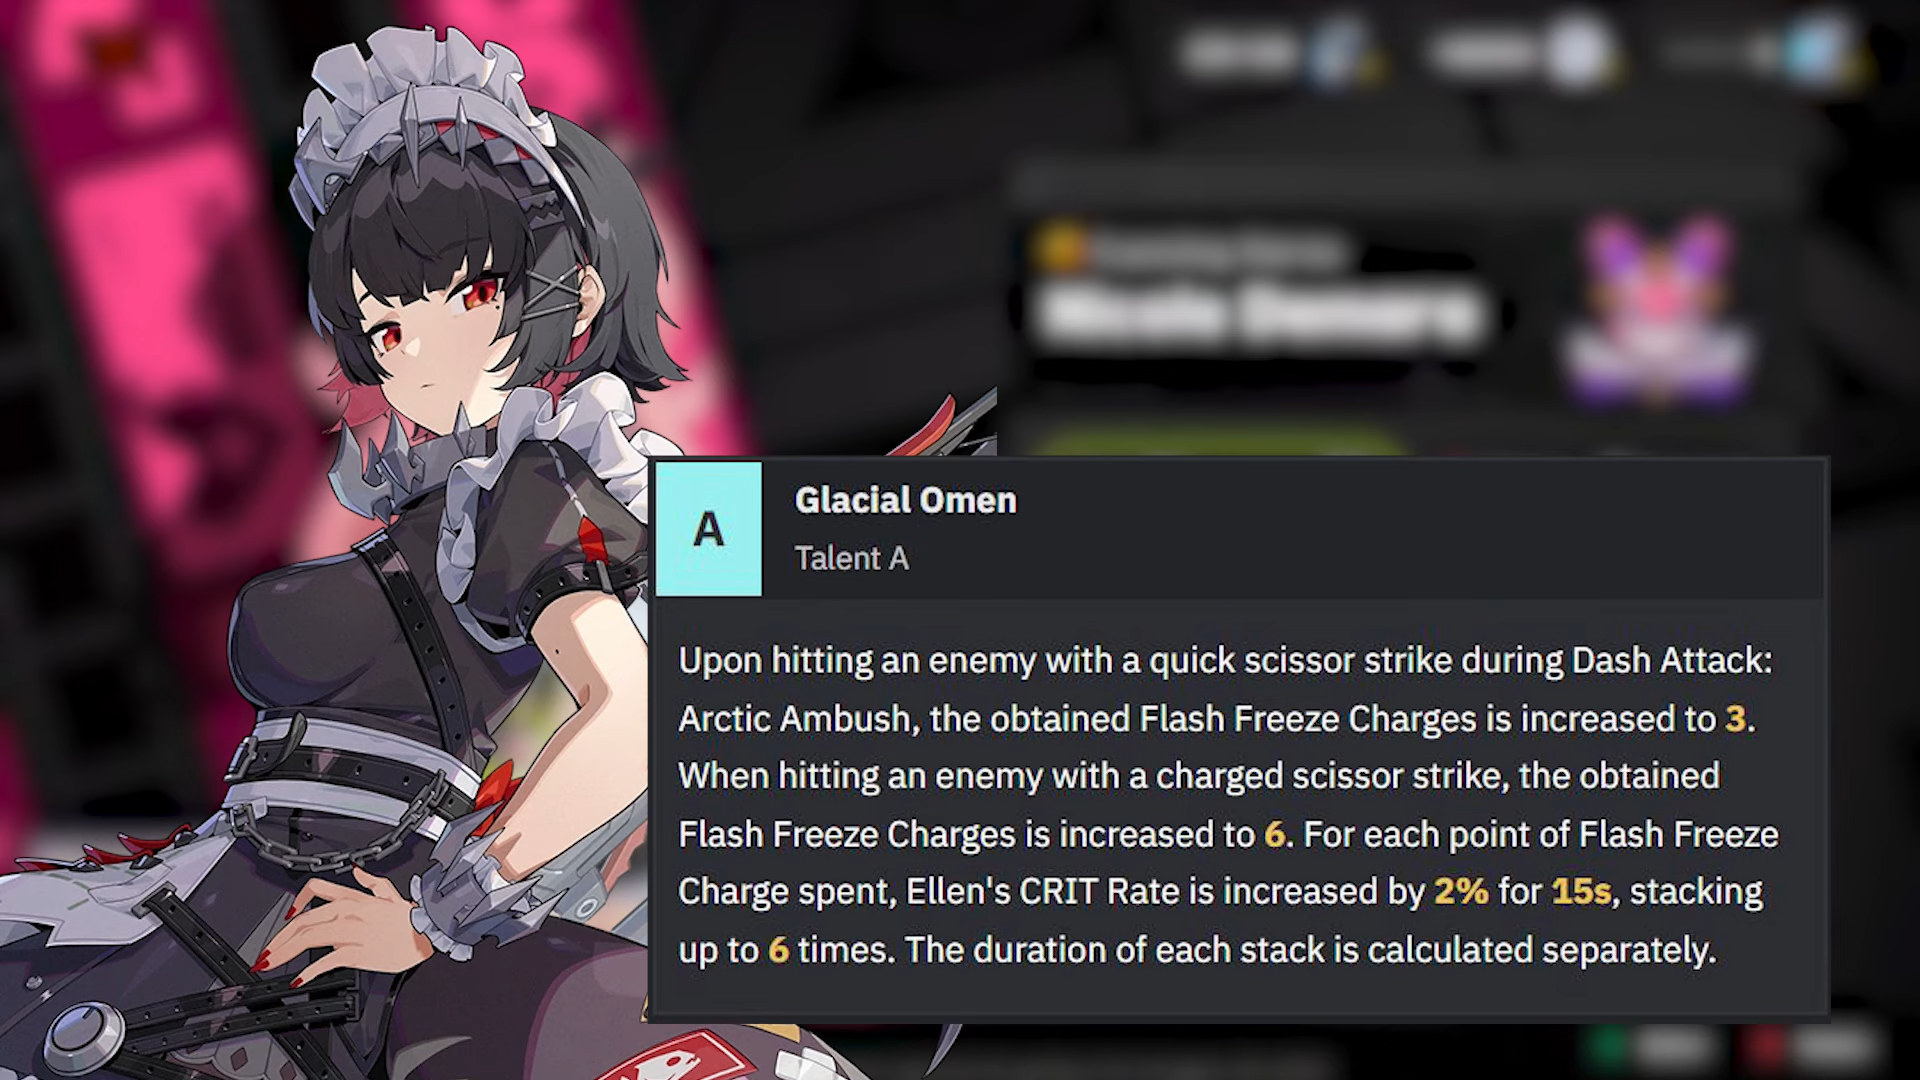 Glacial Omen
A
Talent A
Upon hitting an enemy with a quick scissor strike during Dash Attack:
Arctic Ambush, the obtained Flash Freeze Charges is increased to 3.
When hitting an enemy with a charged scissor strike, the obtained
Flash Freeze Charges is increased to 6. For each point of Flash Freeze
Charge spent, Ellen's CRIT Rate is increased by 2% for 15s, stacking
up to 6 times. The duration of each stack is calculated separately.